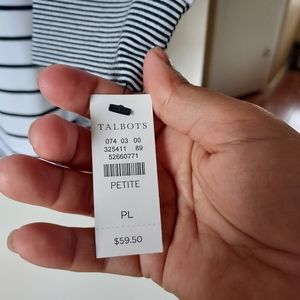 TALBOTS
074 03 00
325411 89
52660771
PETITE
PL
$59.50